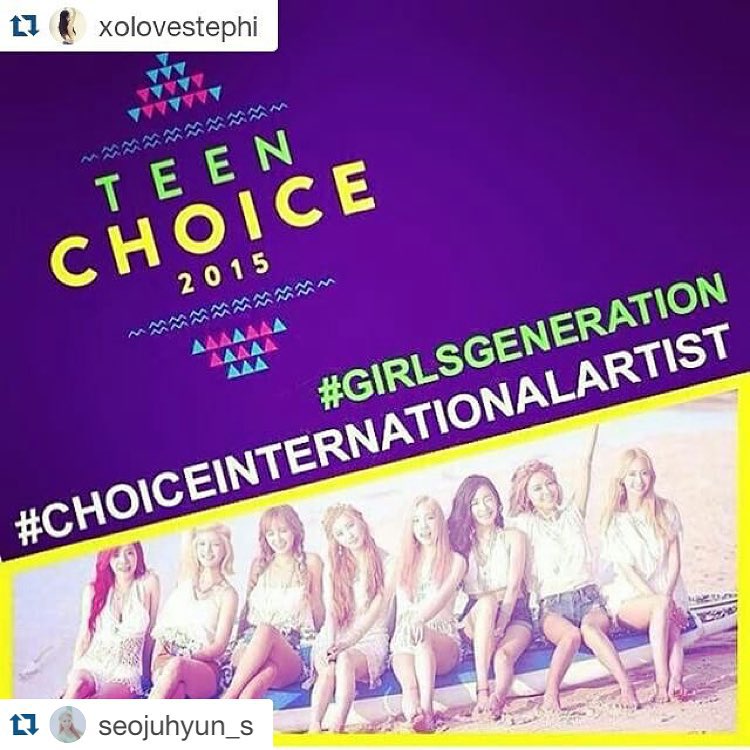 xolovestephi
TEEN
CHOICE
2015
#GIRLSGENERATION
#CHOICEINTERNATIONALARTIST
seojuhyun_s